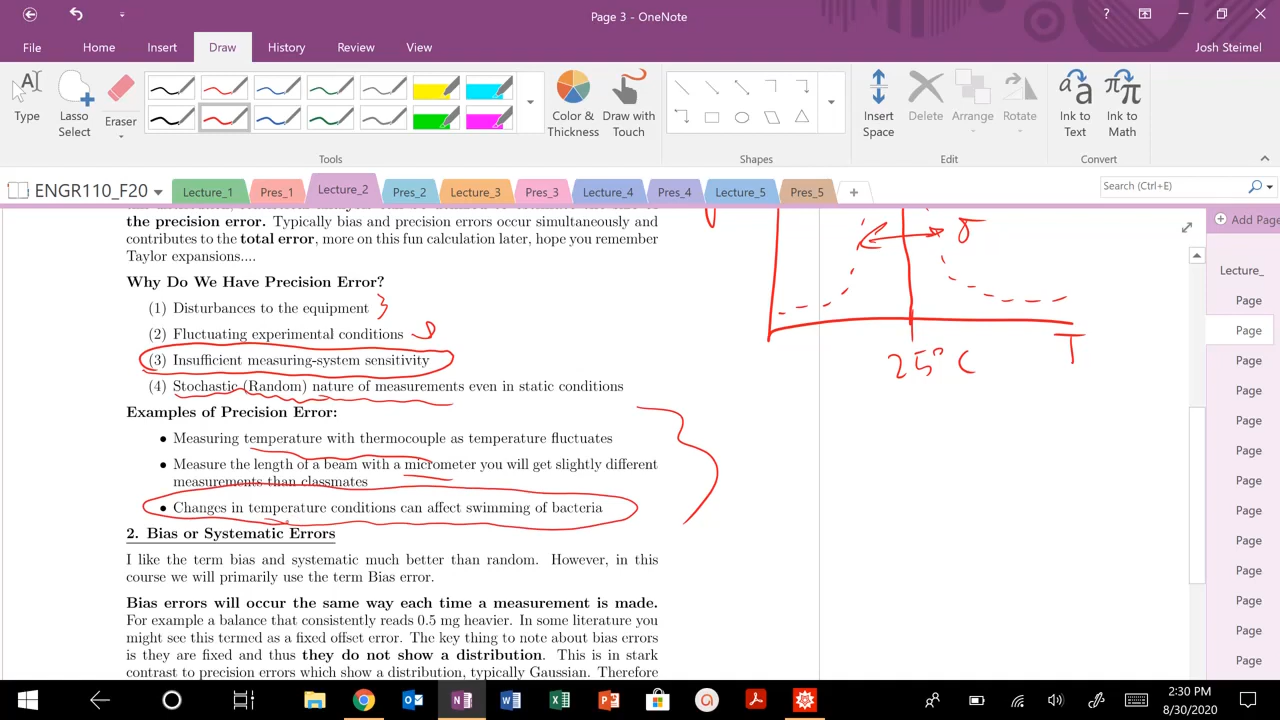 Page 3 - OneNote
File
Home
Insert
Draw
History
Review
View
Josh Steimel
Type
Lasso Select
Eraser
Color & Thickness
Draw with Touch
Insert Space
Delete
Arrange
Rotate
Ink to Text
Ink to Math
Tools
Shapes
Edit
Convert
ENGR110_F20
Lecture_1
Pres_1
Lecture_2
Pres_2
Lecture_3
Pres_3
Lecture_4
Pres_4
Lecture_5
Pres_5
Search (Ctrl+E)
Add Page
Lecture_
Page
Page
Page
Page
Page
Page
Page
Page
Page
Page
Page
Page
Page
the precision error. Typically bias and precision errors occur simultaneously and
contributes to the total error, more on this fun calculation later, hope you remember
Taylor expansions....
Why Do We Have Precision Error?
(1) Disturbances to the equipment
(2) Fluctuating experimental conditions
(3) Insufficient measuring-system sensitivity
(4) Stochastic (Random) nature of measurements even in static conditions
Examples of Precision Error:
• Measuring temperature with thermocouple as temperature fluctuates
• Measure the length of a beam with a micrometer you will get slightly different
measurements than classmates
• Changes in temperature conditions can affect swimming of bacteria
2. Bias or Systematic Errors
I like the term bias and systematic much better than random. However, in this
course we will primarily use the term Bias error.
Bias errors will occur the same way each time a measurement is made.
For example a balance that consistently reads 0.5 mg heavier. In some literature you
might see this termed as a fixed offset error. The key thing to note about bias errors
is they are fixed and thus they do not show a distribution. This is in stark
contrast to precision errors which show a distribution, typically Gaussian. Therefore
σ
25° C
T
2:30 PM
8/30/2020